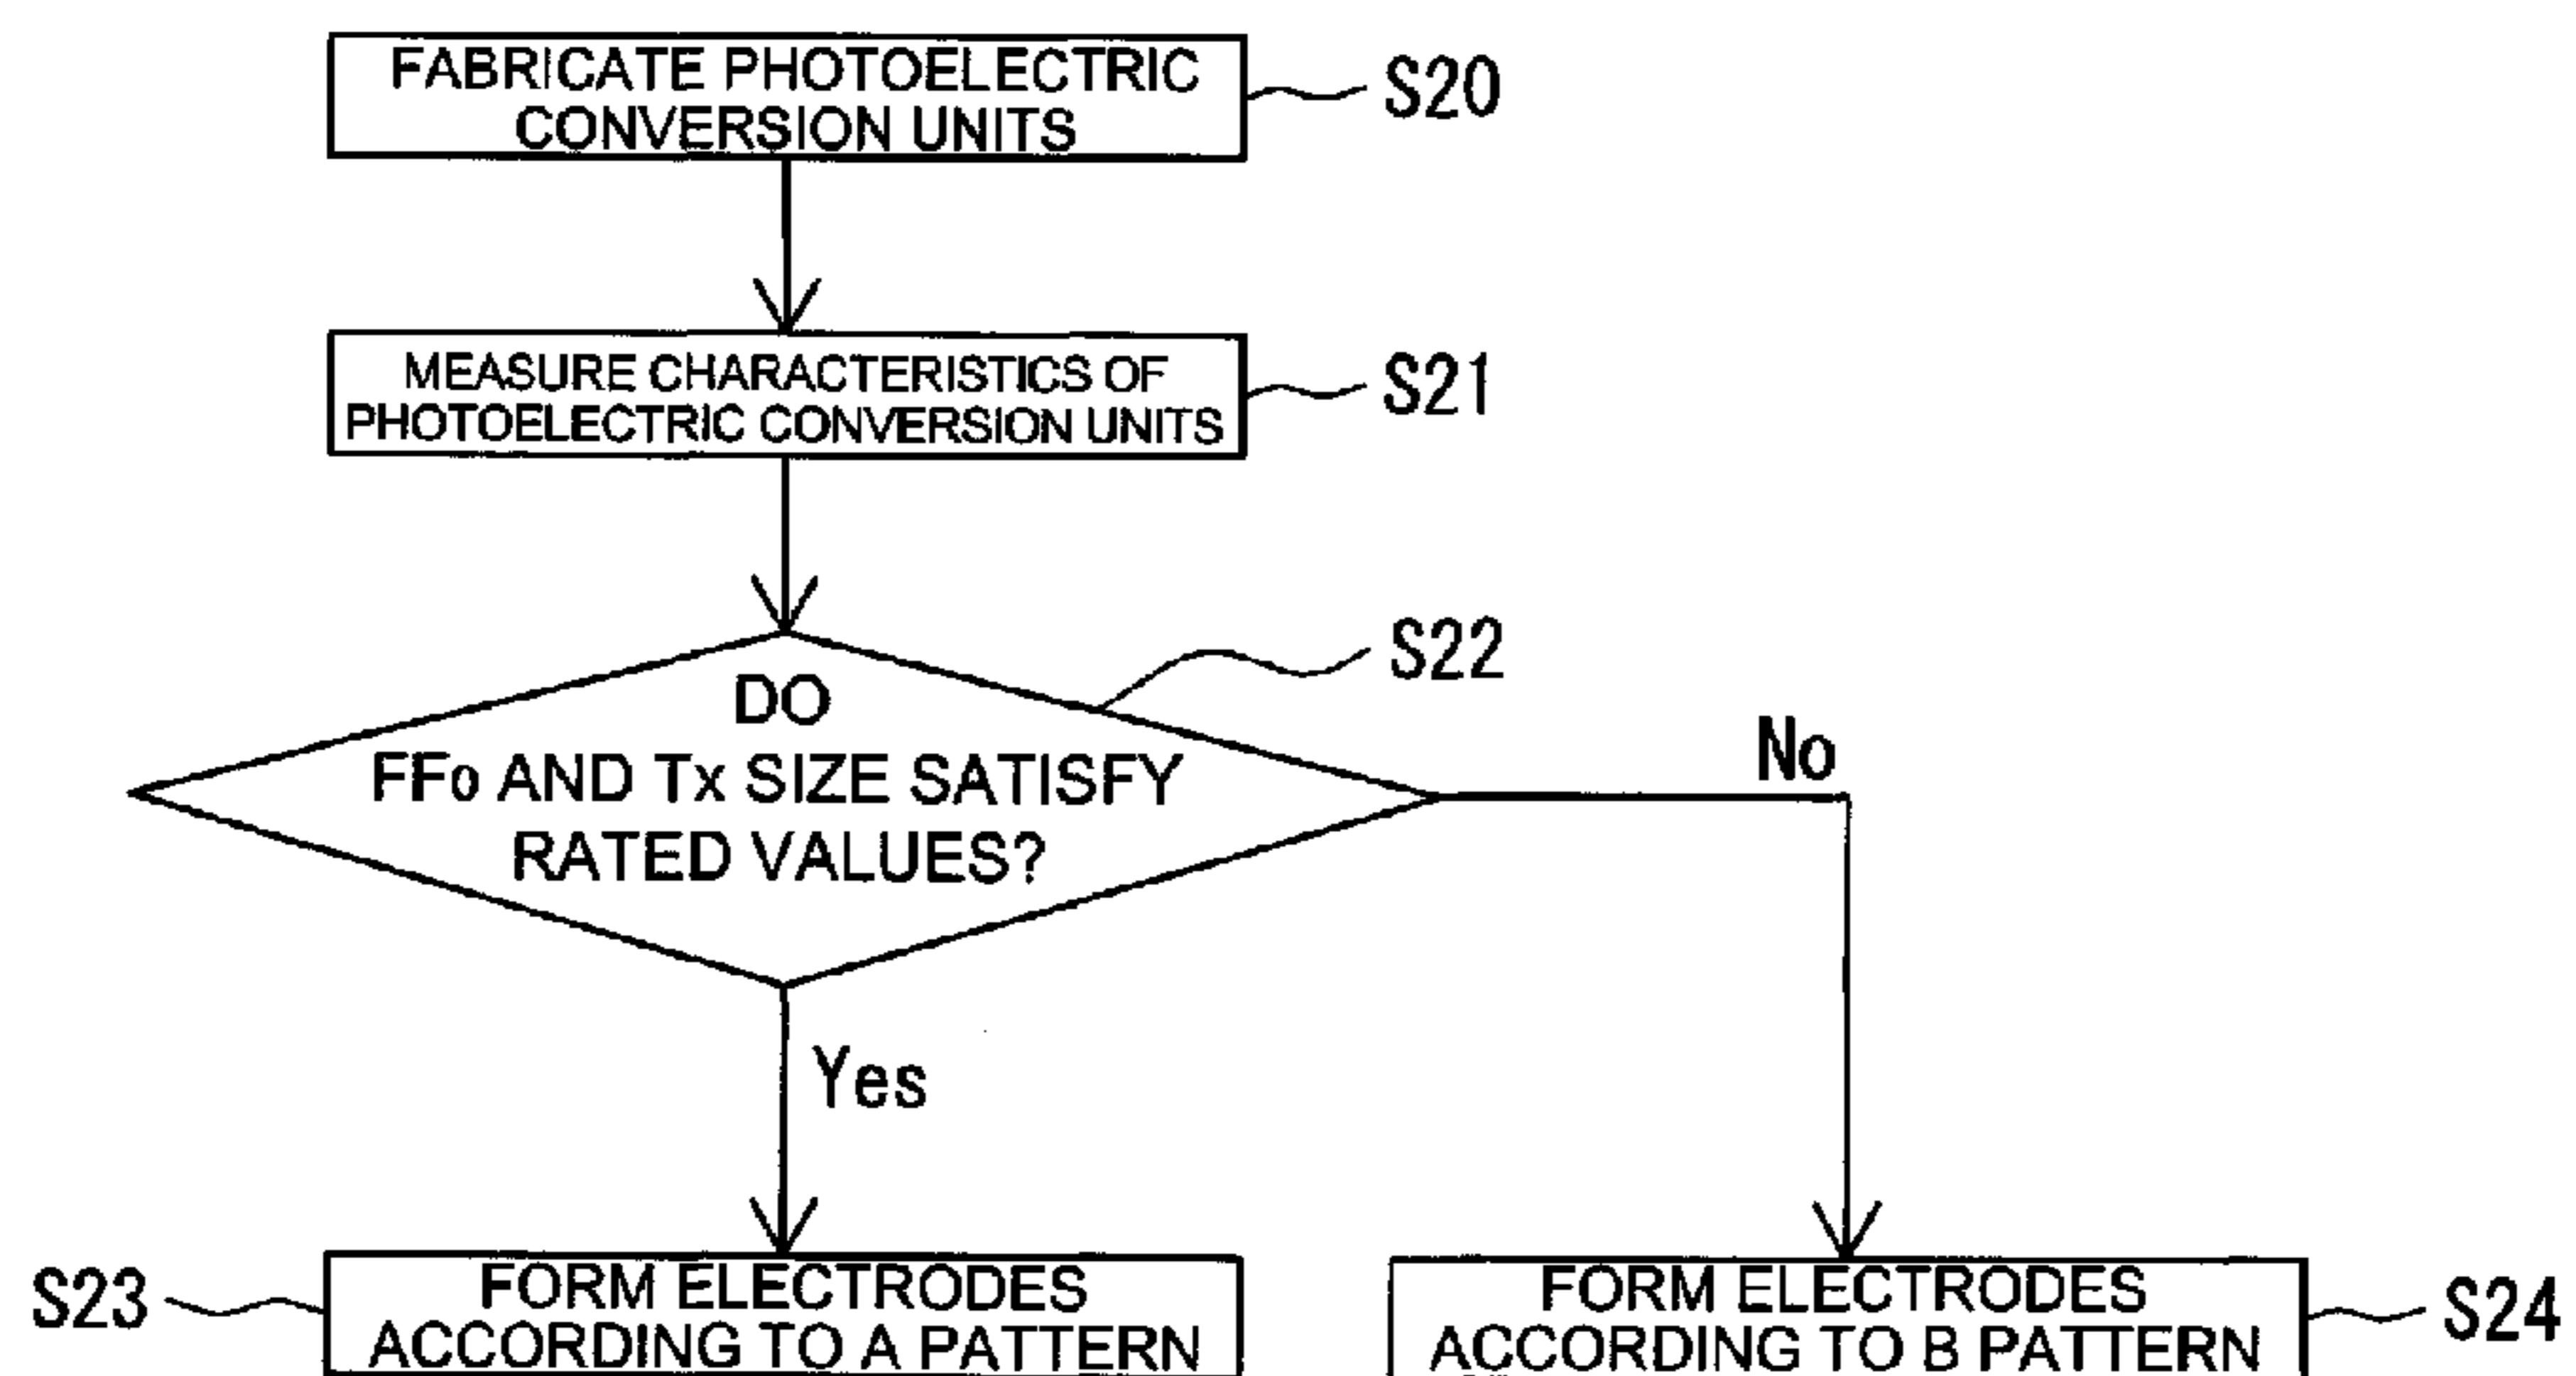 FABRICATE PHOTOELECTRIC
CONVERSION UNITS
S20
MEASURE CHARACTERISTICS OF
PHOTOELECTRIC CONVERSION UNITS
S21
S22
DO
FF₀ AND Tx SIZE SATISFY
RATED VALUES?
No
Yes
S23
FORM ELECTRODES
ACCORDING TO A PATTERN
FORM ELECTRODES
ACCORDING TO B PATTERN
S24